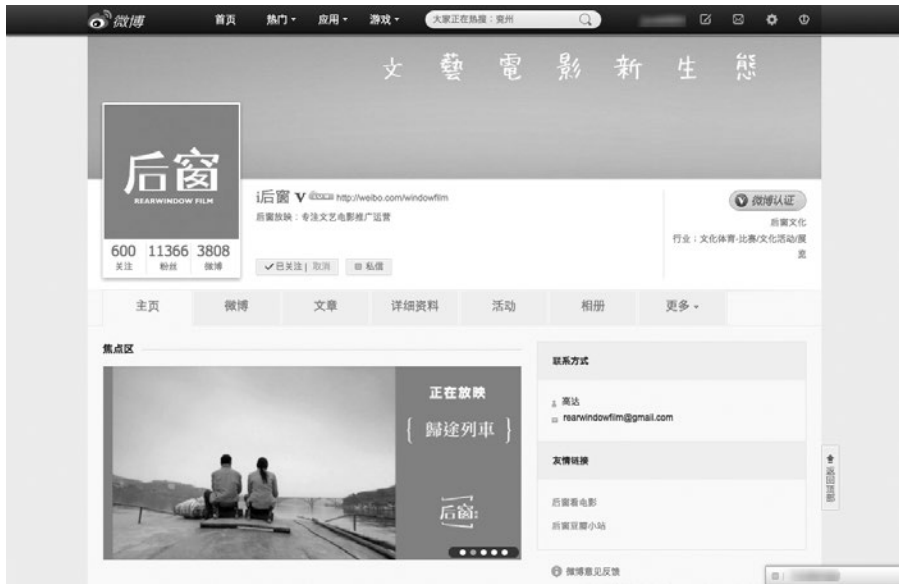 微博 首页 热门 应用 游戏 大家正在热搜：兖州
文藝電影新生態
后窗
REARWINDOW FILM
600 11366 3808
关注 粉丝 微博
i后窗 V http://weibo.com/windowfilm
后窗放映：专注文艺电影推广运营
已关注 | 取消 私信
微博认证
后窗文化
行业：文化体育-比赛/文化活动/展
览
主页 微博 文章 详细资料 活动 相册 更多
焦点区
正在放映
{ 歸途列車 }
后窗:
联系方式
高达
rearwindowfilm@gmail.com
友情链接
后窗看电影
后窗豆瓣小站
微博意见反馈
返回顶部